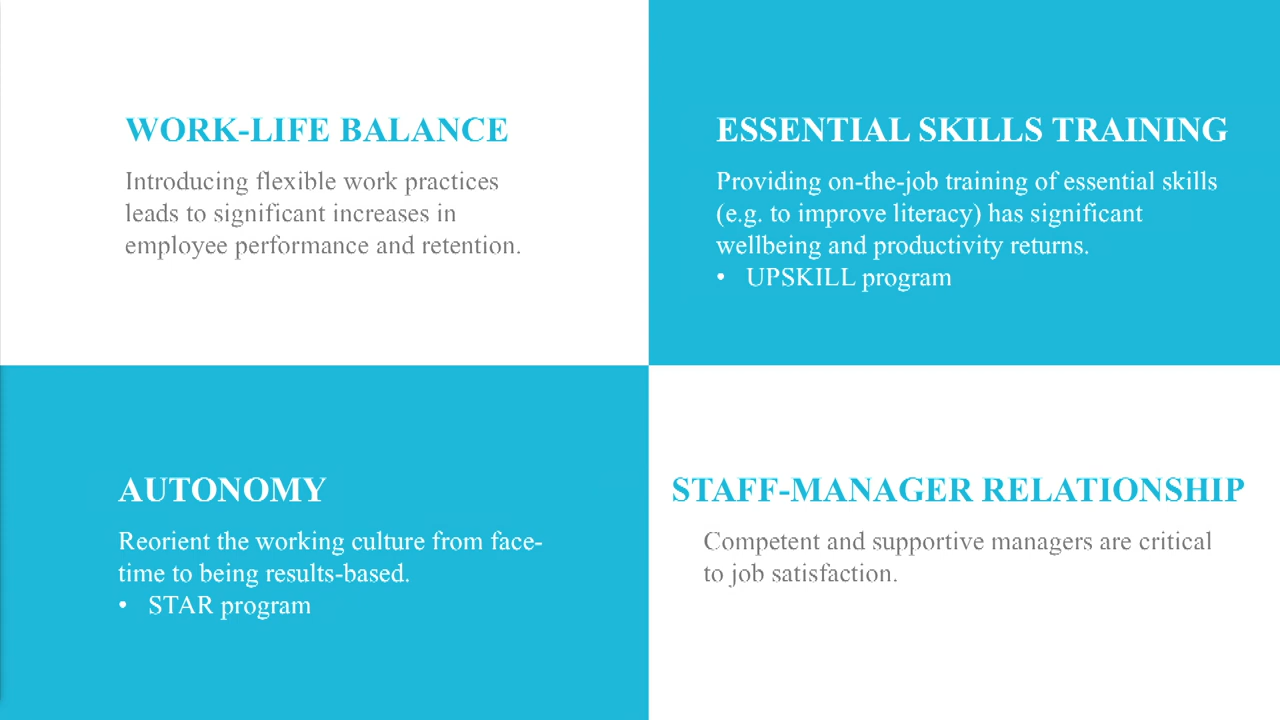 WORK-LIFE BALANCE
Introducing flexible work practices
leads to significant increases in
employee performance and retention.
ESSENTIAL SKILLS TRAINING
Providing on-the-job training of essential skills
(e.g. to improve literacy) has significant
wellbeing and productivity returns.
• UPSKILL program
AUTONOMY
Reorient the working culture from face-
time to being results-based.
• STAR program
STAFF-MANAGER RELATIONSHIP
Competent and supportive managers are critical
to job satisfaction.